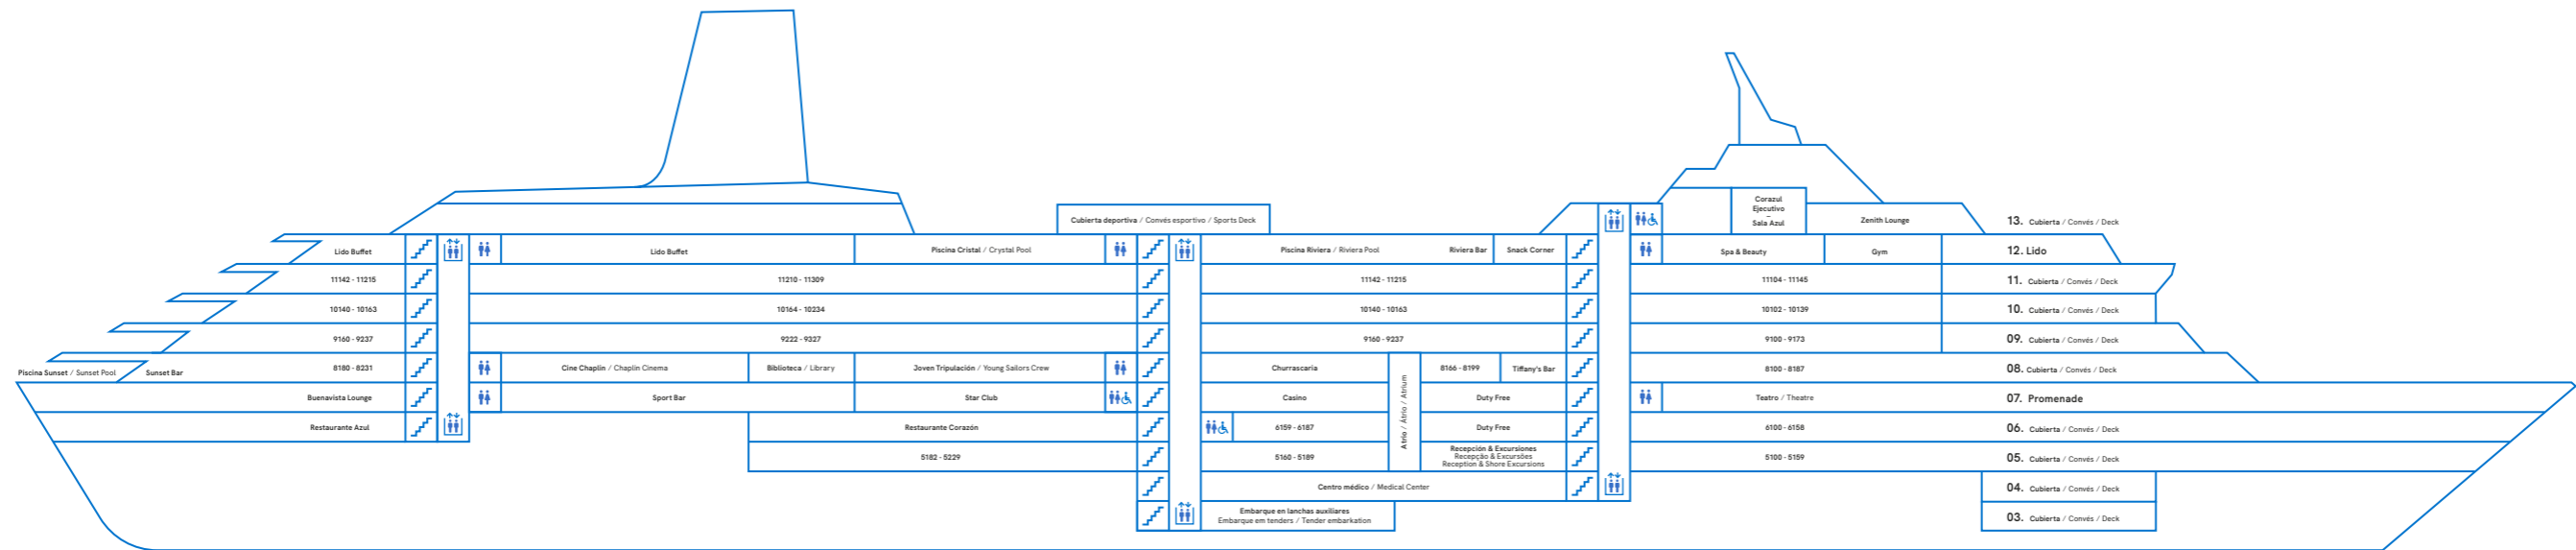 Corazul
Ejecutivo
–
Sala Azul
Cubierta deportiva / Convés esportivo / Sports Deck
Zenith Lounge
13. Cubierta / Convés / Deck
Lido Buffet
Lido Buffet
Piscina Cristal / Crystal Pool
Piscina Riviera / Riviera Pool
Riviera Bar
Snack Corner
Spa & Beauty
Gym
12. Lido
11142 - 11215
11210 - 11309
11142 - 11215
11104 - 11145
11. Cubierta / Convés / Deck
10140 - 10163
10164 - 10234
10140 - 10163
10102 - 10139
10. Cubierta / Convés / Deck
9160 - 9237
9222 - 9327
9160 - 9237
9100 - 9173
09. Cubierta / Convés / Deck
Piscina Sunset / Sunset Pool
Sunset Bar
8180 - 8231
Cine Chaplin / Chaplin Cinema
Biblioteca / Library
Joven Tripulación / Young Sailors Crew
Churrascaria
8166 - 8199
Tiffany's Bar
8100 - 8187
08. Cubierta / Convés / Deck
Atrio / Átrio / Atrium
Buenavista Lounge
Sport Bar
Star Club
Casino
Duty Free
Teatro / Theatre
07. Promenade
Restaurante Azul
Restaurante Corazón
6159 - 6187
Duty Free
6100 - 6158
06. Cubierta / Convés / Deck
5182 - 5229
5160 - 5189
Recepción & Excursiones
Recepção & Excursões
Reception & Shore Excursions
5100 - 5159
05. Cubierta / Convés / Deck
Centro médico / Medical Center
04. Cubierta / Convés / Deck
Embarque en lanchas auxiliares
Embarque em tenders / Tender embarkation
03. Cubierta / Convés / Deck